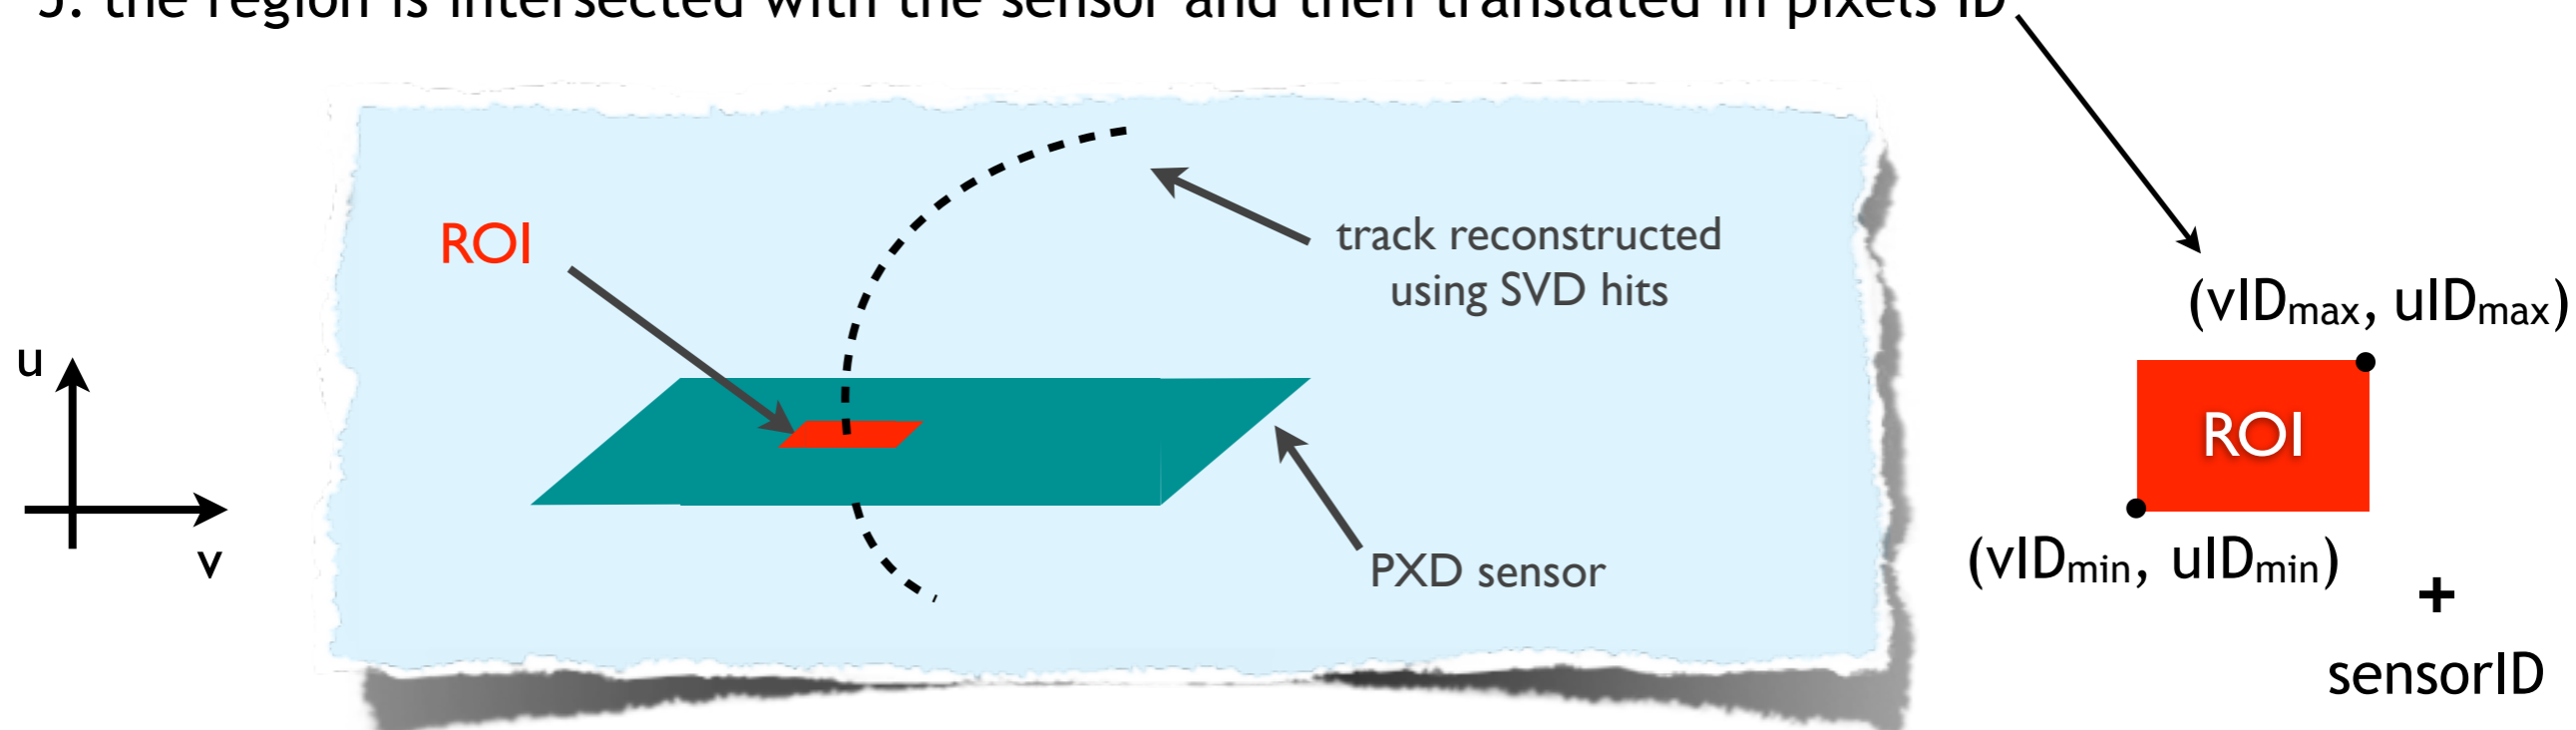 5. the region is intersected with the sensor and then translated in pixels ID
ROI
track reconstructed
using SVD hits
(vIDmax, uIDmax)
u
ROI
v
(vIDmin, uIDmin)
PXD sensor
+
sensorID